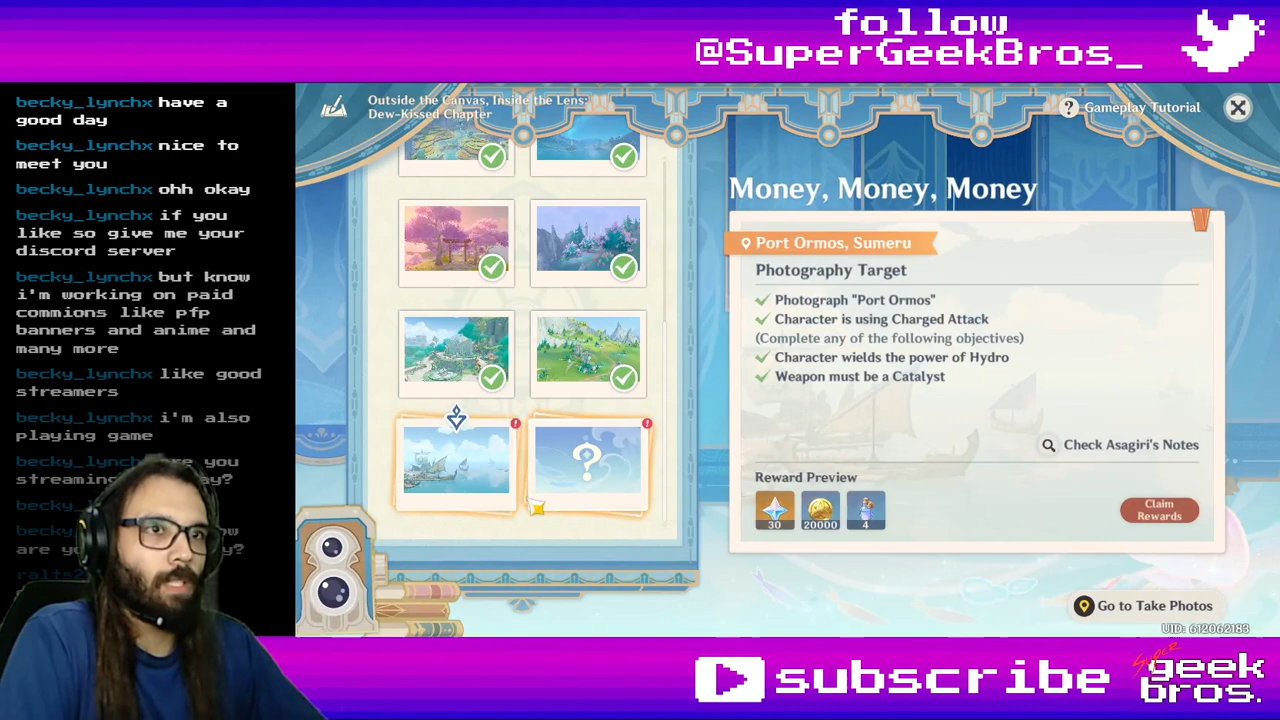 follow
@SuperGeekBros_
becky_lynchx have a
good day
becky_lynchx nice to
meet you
becky_lynchx ohh okay
becky_lynchx if you
like so give me your
discord server
becky_lynchx but know
i'm working on paid
commions like pfp
banners and anime and
many more
becky_lynchx like good
streamers
becky_lynchx i'm also
playing game
Outside the Canvas, Inside the Lens:
Dew-Kissed Chapter
? Gameplay Tutorial
Money, Money, Money
Port Ormos, Sumeru
Photography Target
Photograph "Port Ormos"
Character is using Charged Attack
(Complete any of the following objectives)
Character wields the power of Hydro
Weapon must be a Catalyst
Check Asagiri's Notes
Reward Preview
30
20000
4
Claim
Rewards
Go to Take Photos
UID: 612062183
subscribe
SUPER
geek
bros.